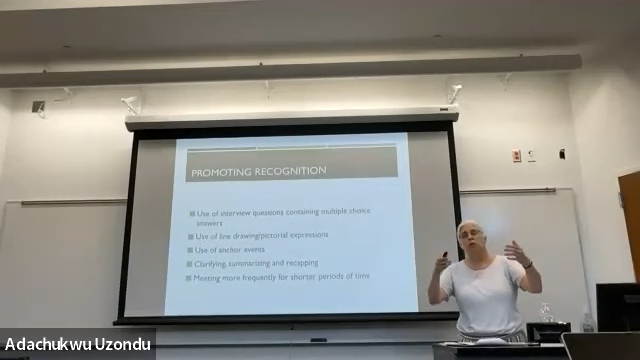 PROMOTING RECOGNITION
Use of interview questions containing multiple choice
answers
Use of line drawing/pictorial expressions
Use of anchor events
Clarifying, summarizing and recapping
Meeting more frequently for shorter periods of time
Adachukwu Uzondu